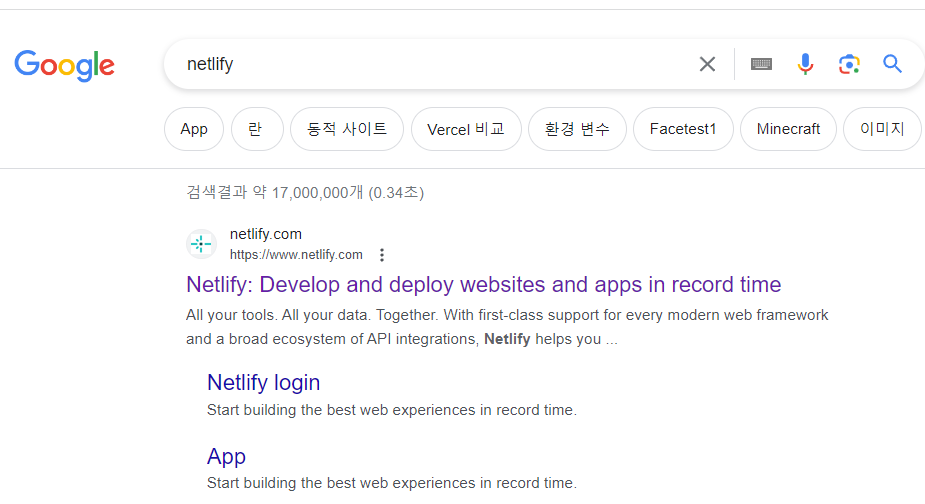 Google
netlify
App
란
동적 사이트
Vercel 비교
환경 변수
Facetest1
Minecraft
이미지
검색결과 약 17,000,000개 (0.34초)
netlify.com
https://www.netlify.com
Netlify: Develop and deploy websites and apps in record time
All your tools. All your data. Together. With first-class support for every modern web framework
and a broad ecosystem of API integrations, Netlify helps you ...
Netlify login
Start building the best web experiences in record time.
App
Start building the best web experiences in record time.